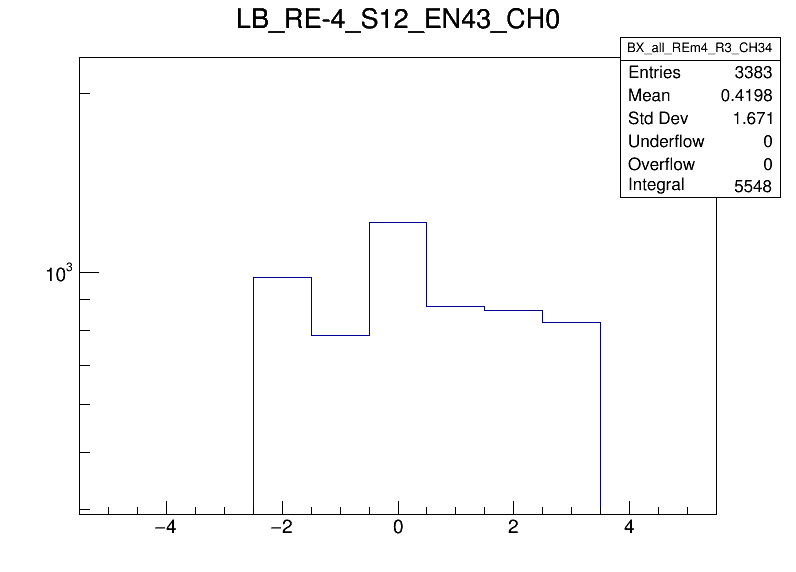 LB_RE-4_S12_EN43_CH0
BX_all_REm4_R3_CH34
Entries 3383
Mean 0.4198
Std Dev 1.671
Underflow 0
Overflow 0
Integral 5548
10³
−4 −2 0 2 4